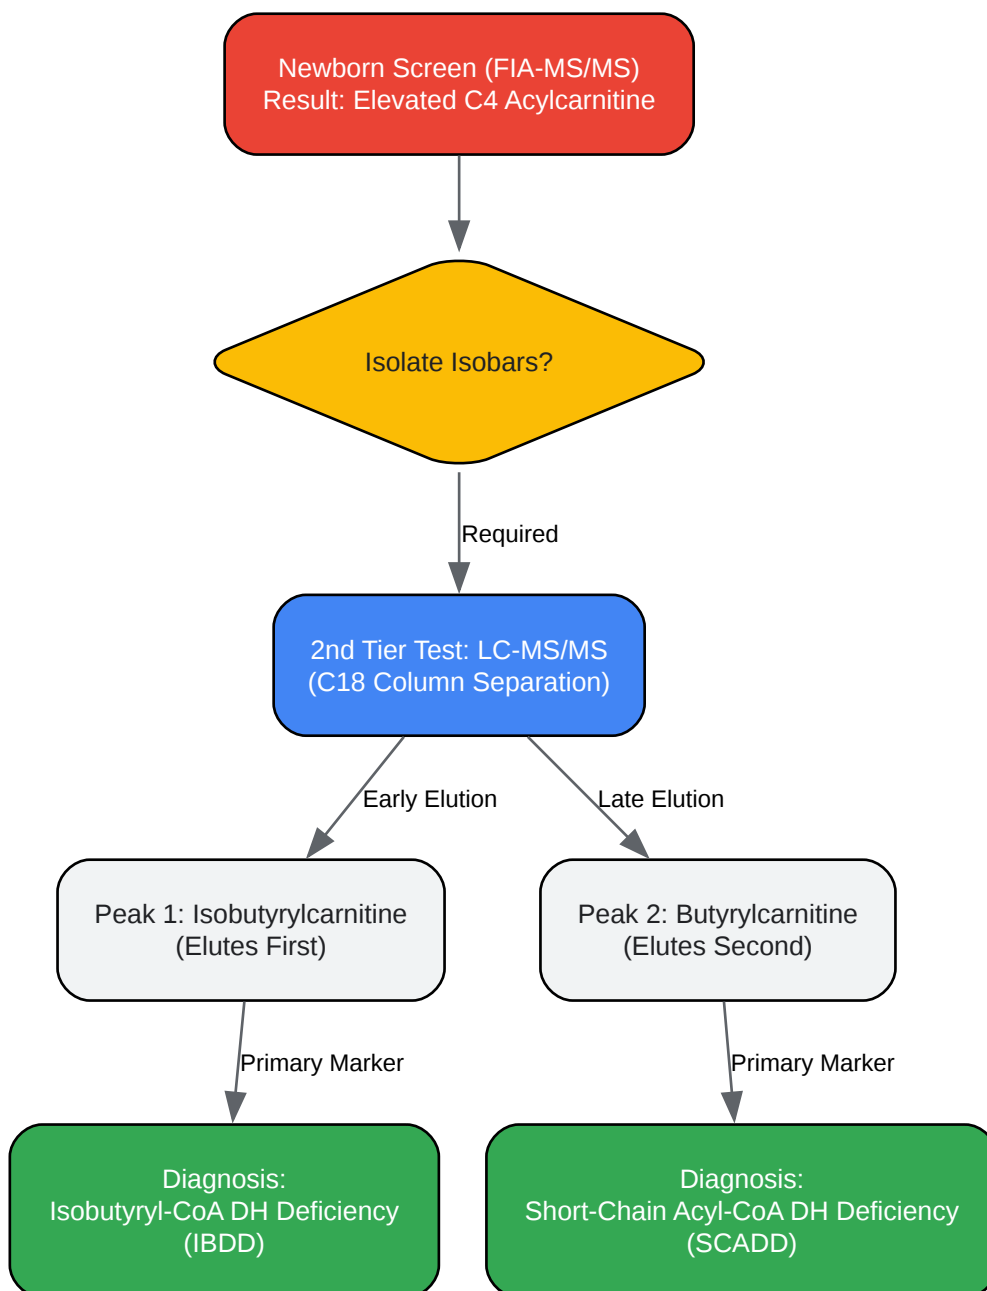 Newborn Screen (FIA-MS/MS)
Result: Elevated C4 Acylcarnitine
Isolate Isobars?
Required
2nd Tier Test: LC-MS/MS
(C18 Column Separation)
Early Elution
Late Elution
Peak 1: Isobutyrylcarnitine
(Elutes First)
Peak 2: Butyrylcarnitine
(Elutes Second)
Primary Marker
Primary Marker
Diagnosis:
Isobutyryl-CoA DH Deficiency
(IBDD)
Diagnosis:
Short-Chain Acyl-CoA DH Deficiency
(SCADD)